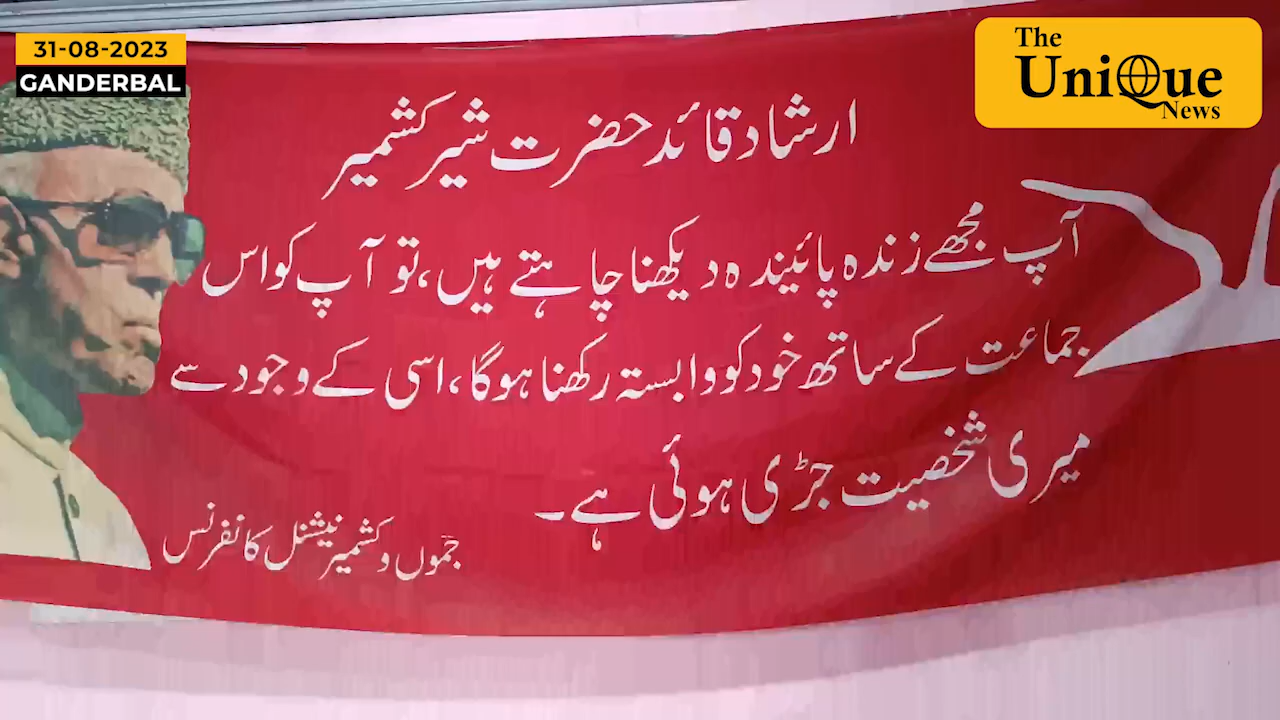 31-08-2023
GANDERBAL
The
UniQue
News
ارشاد قائد حضرت شیر کشمیر
آپ مجھے زندہ پائیندہ دیکھنا چاہتے ہیں، تو آپ کو اس
جماعت کے ساتھ خود کو وابستہ رکھنا ہوگا، اسی کے وجود سے
میری شخصیت جڑی ہوئی ہے۔
جموں و کشمیر نیشنل کانفرنس